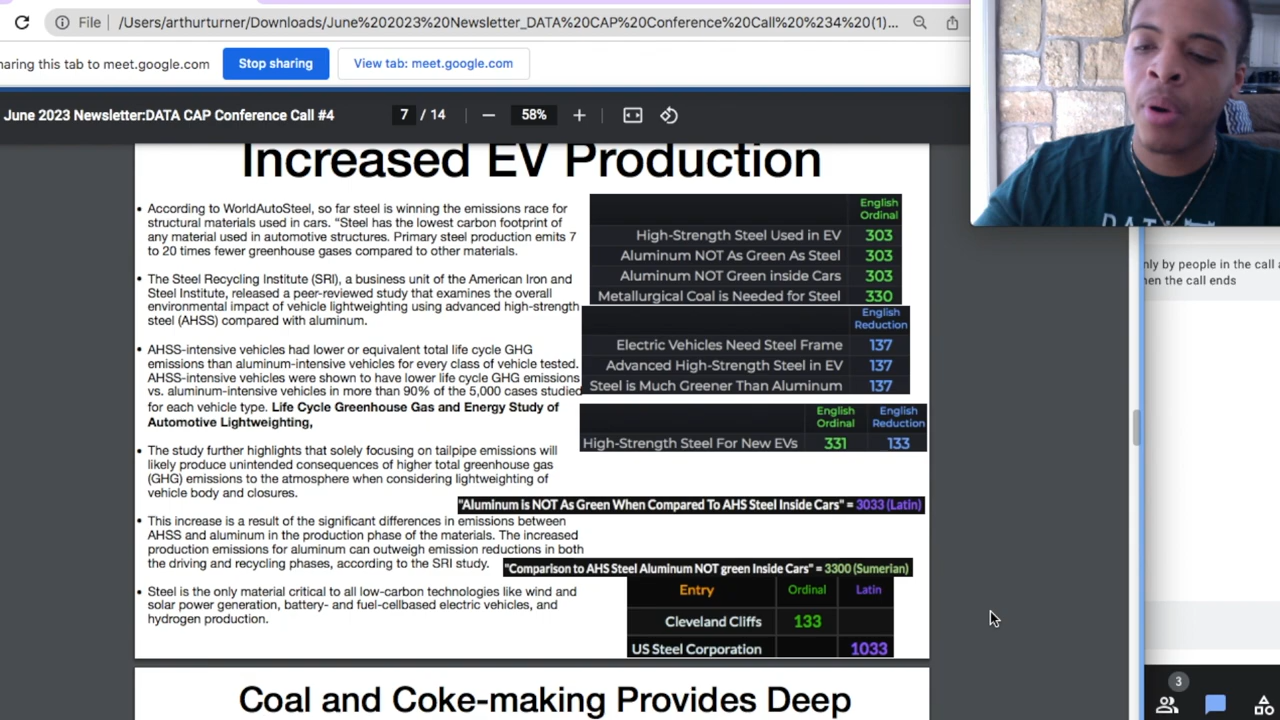 File | /Users/arthurturner/Downloads/June%202023%20Newsletter_DATA%20CAP%20Conference%20Call%20%234%20(1)...
haring this tab to meet.google.com Stop sharing View tab: meet.google.com
June 2023 Newsletter:DATA CAP Conference Call #4 7 / 14 — 58% +
Increased EV Production
• According to WorldAutoSteel, so far steel is winning the emissions race for
structural materials used in cars. “Steel has the lowest carbon footprint of
any material used in automotive structures. Primary steel production emits 7
to 20 times fewer greenhouse gases compared to other materials.
• The Steel Recycling Institute (SRI), a business unit of the American Iron and
Steel Institute, released a peer-reviewed study that examines the overall
environmental impact of vehicle lightweighting using advanced high-strength
steel (AHSS) compared with aluminum.
• AHSS-intensive vehicles had lower or equivalent total life cycle GHG
emissions than aluminum-intensive vehicles for every class of vehicle tested.
AHSS-intensive vehicles were shown to have lower life cycle GHG emissions
vs. aluminum-intensive vehicles in more than 90% of the 5,000 cases studied
for each vehicle type. Life Cycle Greenhouse Gas and Energy Study of
Automotive Lightweighting,
• The study further highlights that solely focusing on tailpipe emissions will
likely produce unintended consequences of higher total greenhouse gas
(GHG) emissions to the atmosphere when considering lightweighting of
vehicle body and closures.
• This increase is a result of the significant differences in emissions between
AHSS and aluminum in the production phase of the materials. The increased
production emissions for aluminum can outweigh emission reductions in both
the driving and recycling phases, according to the SRI study.
• Steel is the only material critical to all low-carbon technologies like wind and
solar power generation, battery- and fuel-cellbased electric vehicles, and
hydrogen production.
English
Ordinal
High-Strength Steel Used in EV 303
Aluminum NOT As Green As Steel 303
Aluminum NOT Green inside Cars 303
Metallurgical Coal is Needed for Steel 330
English
Reduction
Electric Vehicles Need Steel Frame 137
Advanced High-Strength Steel in EV 137
Steel is Much Greener Than Aluminum 137
English English
Ordinal Reduction
High-Strength Steel For New EVs 331 133
"Aluminum is NOT As Green When Compared To AHS Steel Inside Cars" = 3033 (Latin)
"Comparison to AHS Steel Aluminum NOT green Inside Cars" = 3300 (Sumerian)
Entry Ordinal Latin
Cleveland Cliffs 133
US Steel Corporation 1033
Coal and Coke-making Provides Deep
DATA
nly by people in the call a
hen the call ends
3